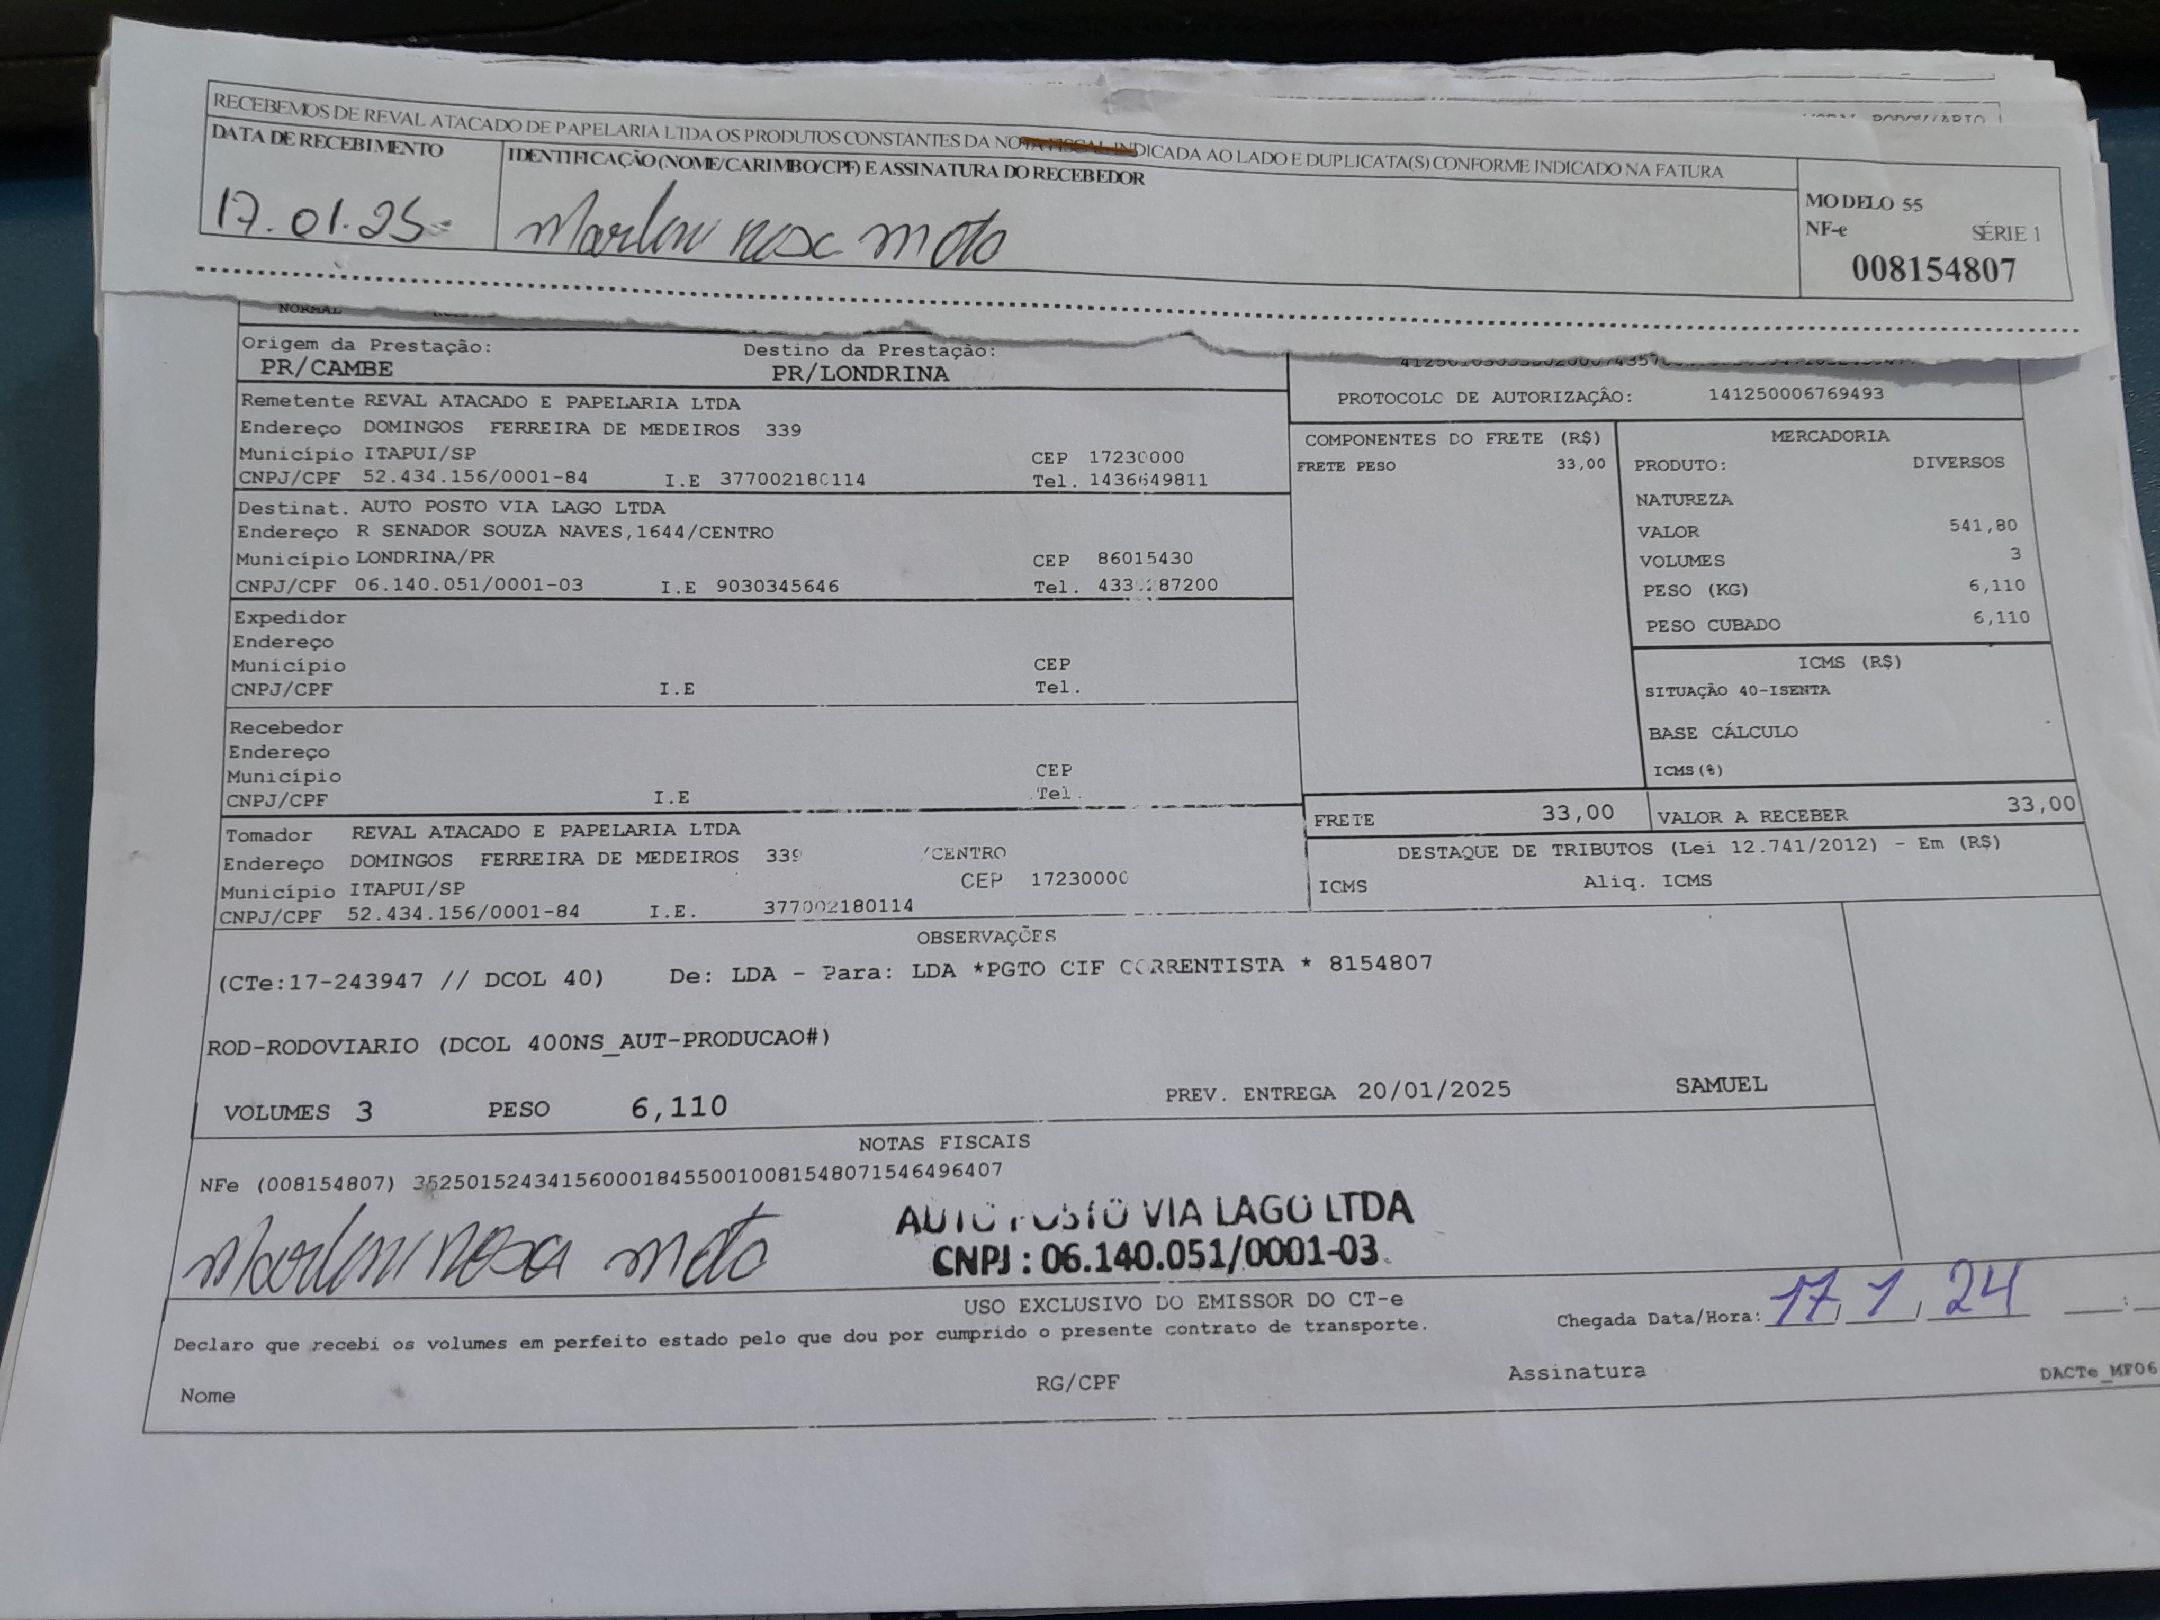 RECEBEMOS DE REVAL ATACADO DE PAPELARIA LTDA OS PRODUTOS CONSTANTES DA NOTA FISCAL INDICADA AO LADO E DUPLICATA(S) CONFORME INDICADO NA FATURA
DATA DE RECEBIMENTO
IDENTIFICAÇÃO (NOME/CARIMBO/CPF) E ASSINATURA DO RECEBEDOR
17.01.25
MODELO 55
NF-e SÉRIE 1
008154807
NORMAL
Origem da Prestação: Destino da Prestação:
PR/CAMBE PR/LONDRINA
PROTOCOLO DE AUTORIZAÇÃO: 141250006769493
Remetente REVAL ATACADO E PAPELARIA LTDA
Endereço DOMINGOS FERREIRA DE MEDEIROS 339
Município ITAPUI/SP CEP 17230000
CNPJ/CPF 52.434.156/0001-84 I.E 377002180114 Tel. 1436649811
Destinat. AUTO POSTO VIA LAGO LTDA
Endereço R SENADOR SOUZA NAVES,1644/CENTRO
Município LONDRINA/PR CEP 86015430
CNPJ/CPF 06.140.051/0001-03 I.E 9030345646 Tel.
Expedidor
Endereço
Município CEP
CNPJ/CPF I.E Tel.
Recebedor
Endereço
Município CEP
CNPJ/CPF I.E Tel.
Tomador REVAL ATACADO E PAPELARIA LTDA
Endereço DOMINGOS FERREIRA DE MEDEIROS 339 /CENTRO
Município ITAPUI/SP CEP 17230000
CNPJ/CPF 52.434.156/0001-84 I.E. 377002180114
COMPONENTES DO FRETE (R$)
FRETE PESO 33,00
MERCADORIA
PRODUTO: DIVERSOS
NATUREZA
VALOR 541,80
VOLUMES 3
PESO (KG) 6,110
PESO CUBADO 6,110
ICMS (R$)
SITUAÇÃO 40-ISENTA
BASE CÁLCULO
ICMS(%)
FRETE 33,00 VALOR A RECEBER 33,00
DESTAQUE DE TRIBUTOS (Lei 12.741/2012) - Em (R$)
ICMS Aliq. ICMS
OBSERVAÇÕES
(CTe:17-243947 // DCOL 40) De: LDA - Para: LDA *PGTO CIF CORRENTISTA * 8154807
ROD-RODOVIARIO (DCOL 400NS_AUT-PRODUCAO#)
VOLUMES 3 PESO 6,110 PREV. ENTREGA 20/01/2025 SAMUEL
NOTAS FISCAIS
NFe (008154807) 35250152434156000184550010081548071546496407
AUTO POSTO VIA LAGO LTDA
CNPJ : 06.140.051/0001-03
USO EXCLUSIVO DO EMISSOR DO CT-e
Declaro que recebi os volumes em perfeito estado pelo que dou por cumprido o presente contrato de transporte.
Chegada Data/Hora: 17/1/24 :
Nome RG/CPF Assinatura
DACTe_MF06